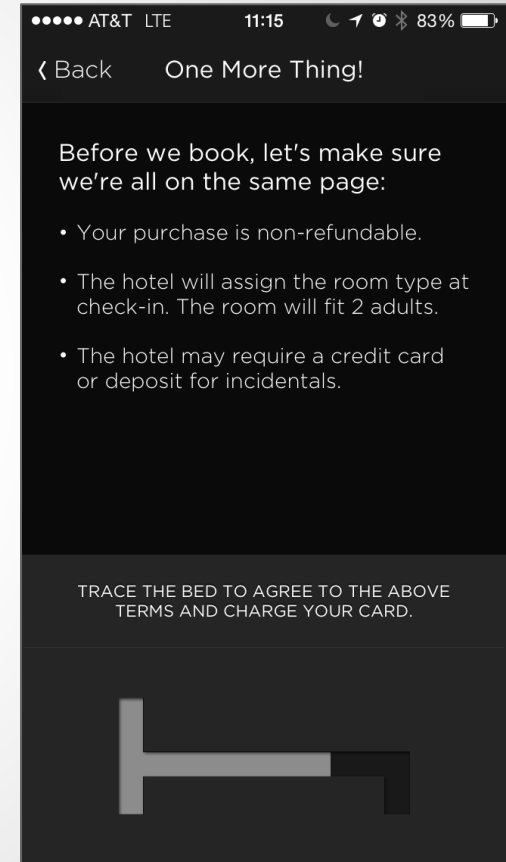 AT&T LTE 11:15 83%
Back One More Thing!
Before we book, let's make sure
we're all on the same page:
• Your purchase is non-refundable.
• The hotel will assign the room type at
check-in. The room will fit 2 adults.
• The hotel may require a credit card
or deposit for incidentals.
TRACE THE BED TO AGREE TO THE ABOVE
TERMS AND CHARGE YOUR CARD.